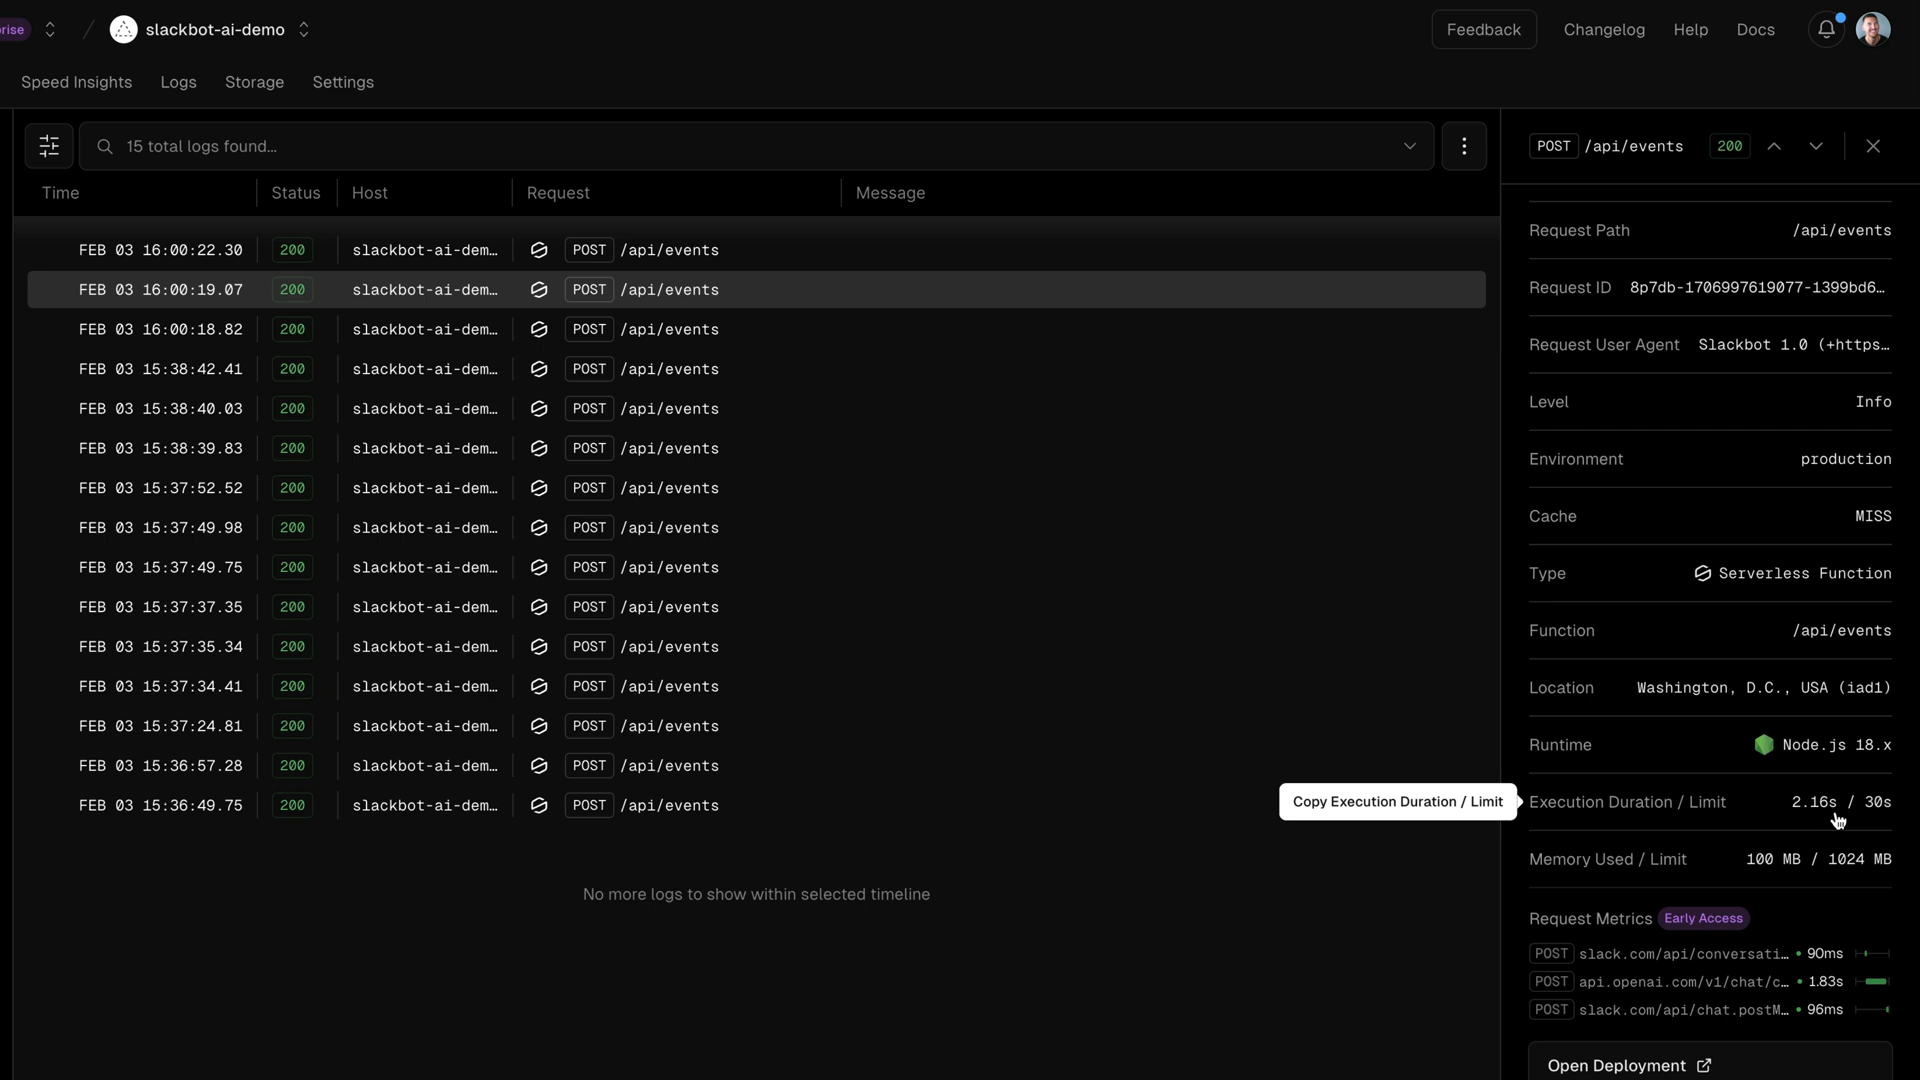 rise / slackbot-ai-demo Feedback Changelog Help Docs
Speed Insights Logs Storage Settings
15 total logs found...
Time Status Host Request Message
FEB 03 16:00:22.30 200 slackbot-ai-dem… POST /api/events
FEB 03 16:00:19.07 200 slackbot-ai-dem… POST /api/events
FEB 03 16:00:18.82 200 slackbot-ai-dem… POST /api/events
FEB 03 15:38:42.41 200 slackbot-ai-dem… POST /api/events
FEB 03 15:38:40.03 200 slackbot-ai-dem… POST /api/events
FEB 03 15:38:39.83 200 slackbot-ai-dem… POST /api/events
FEB 03 15:37:52.52 200 slackbot-ai-dem… POST /api/events
FEB 03 15:37:49.98 200 slackbot-ai-dem… POST /api/events
FEB 03 15:37:49.75 200 slackbot-ai-dem… POST /api/events
FEB 03 15:37:37.35 200 slackbot-ai-dem… POST /api/events
FEB 03 15:37:35.34 200 slackbot-ai-dem… POST /api/events
FEB 03 15:37:34.41 200 slackbot-ai-dem… POST /api/events
FEB 03 15:37:24.81 200 slackbot-ai-dem… POST /api/events
FEB 03 15:36:57.28 200 slackbot-ai-dem… POST /api/events
FEB 03 15:36:49.75 200 slackbot-ai-dem… POST /api/events
No more logs to show within selected timeline
POST /api/events 200
Request Path /api/events
Request ID 8p7db-1706997619077-1399bd6…
Request User Agent Slackbot 1.0 (+https…
Level Info
Environment production
Cache MISS
Type Serverless Function
Function /api/events
Location Washington, D.C., USA (iad1)
Runtime Node.js 18.x
Copy Execution Duration / Limit
Execution Duration / Limit 2.16s / 30s
Memory Used / Limit 100 MB / 1024 MB
Request Metrics Early Access
POST slack.com/api/conversati… 90ms
POST api.openai.com/v1/chat/c… 1.83s
POST slack.com/api/chat.postM… 96ms
Open Deployment